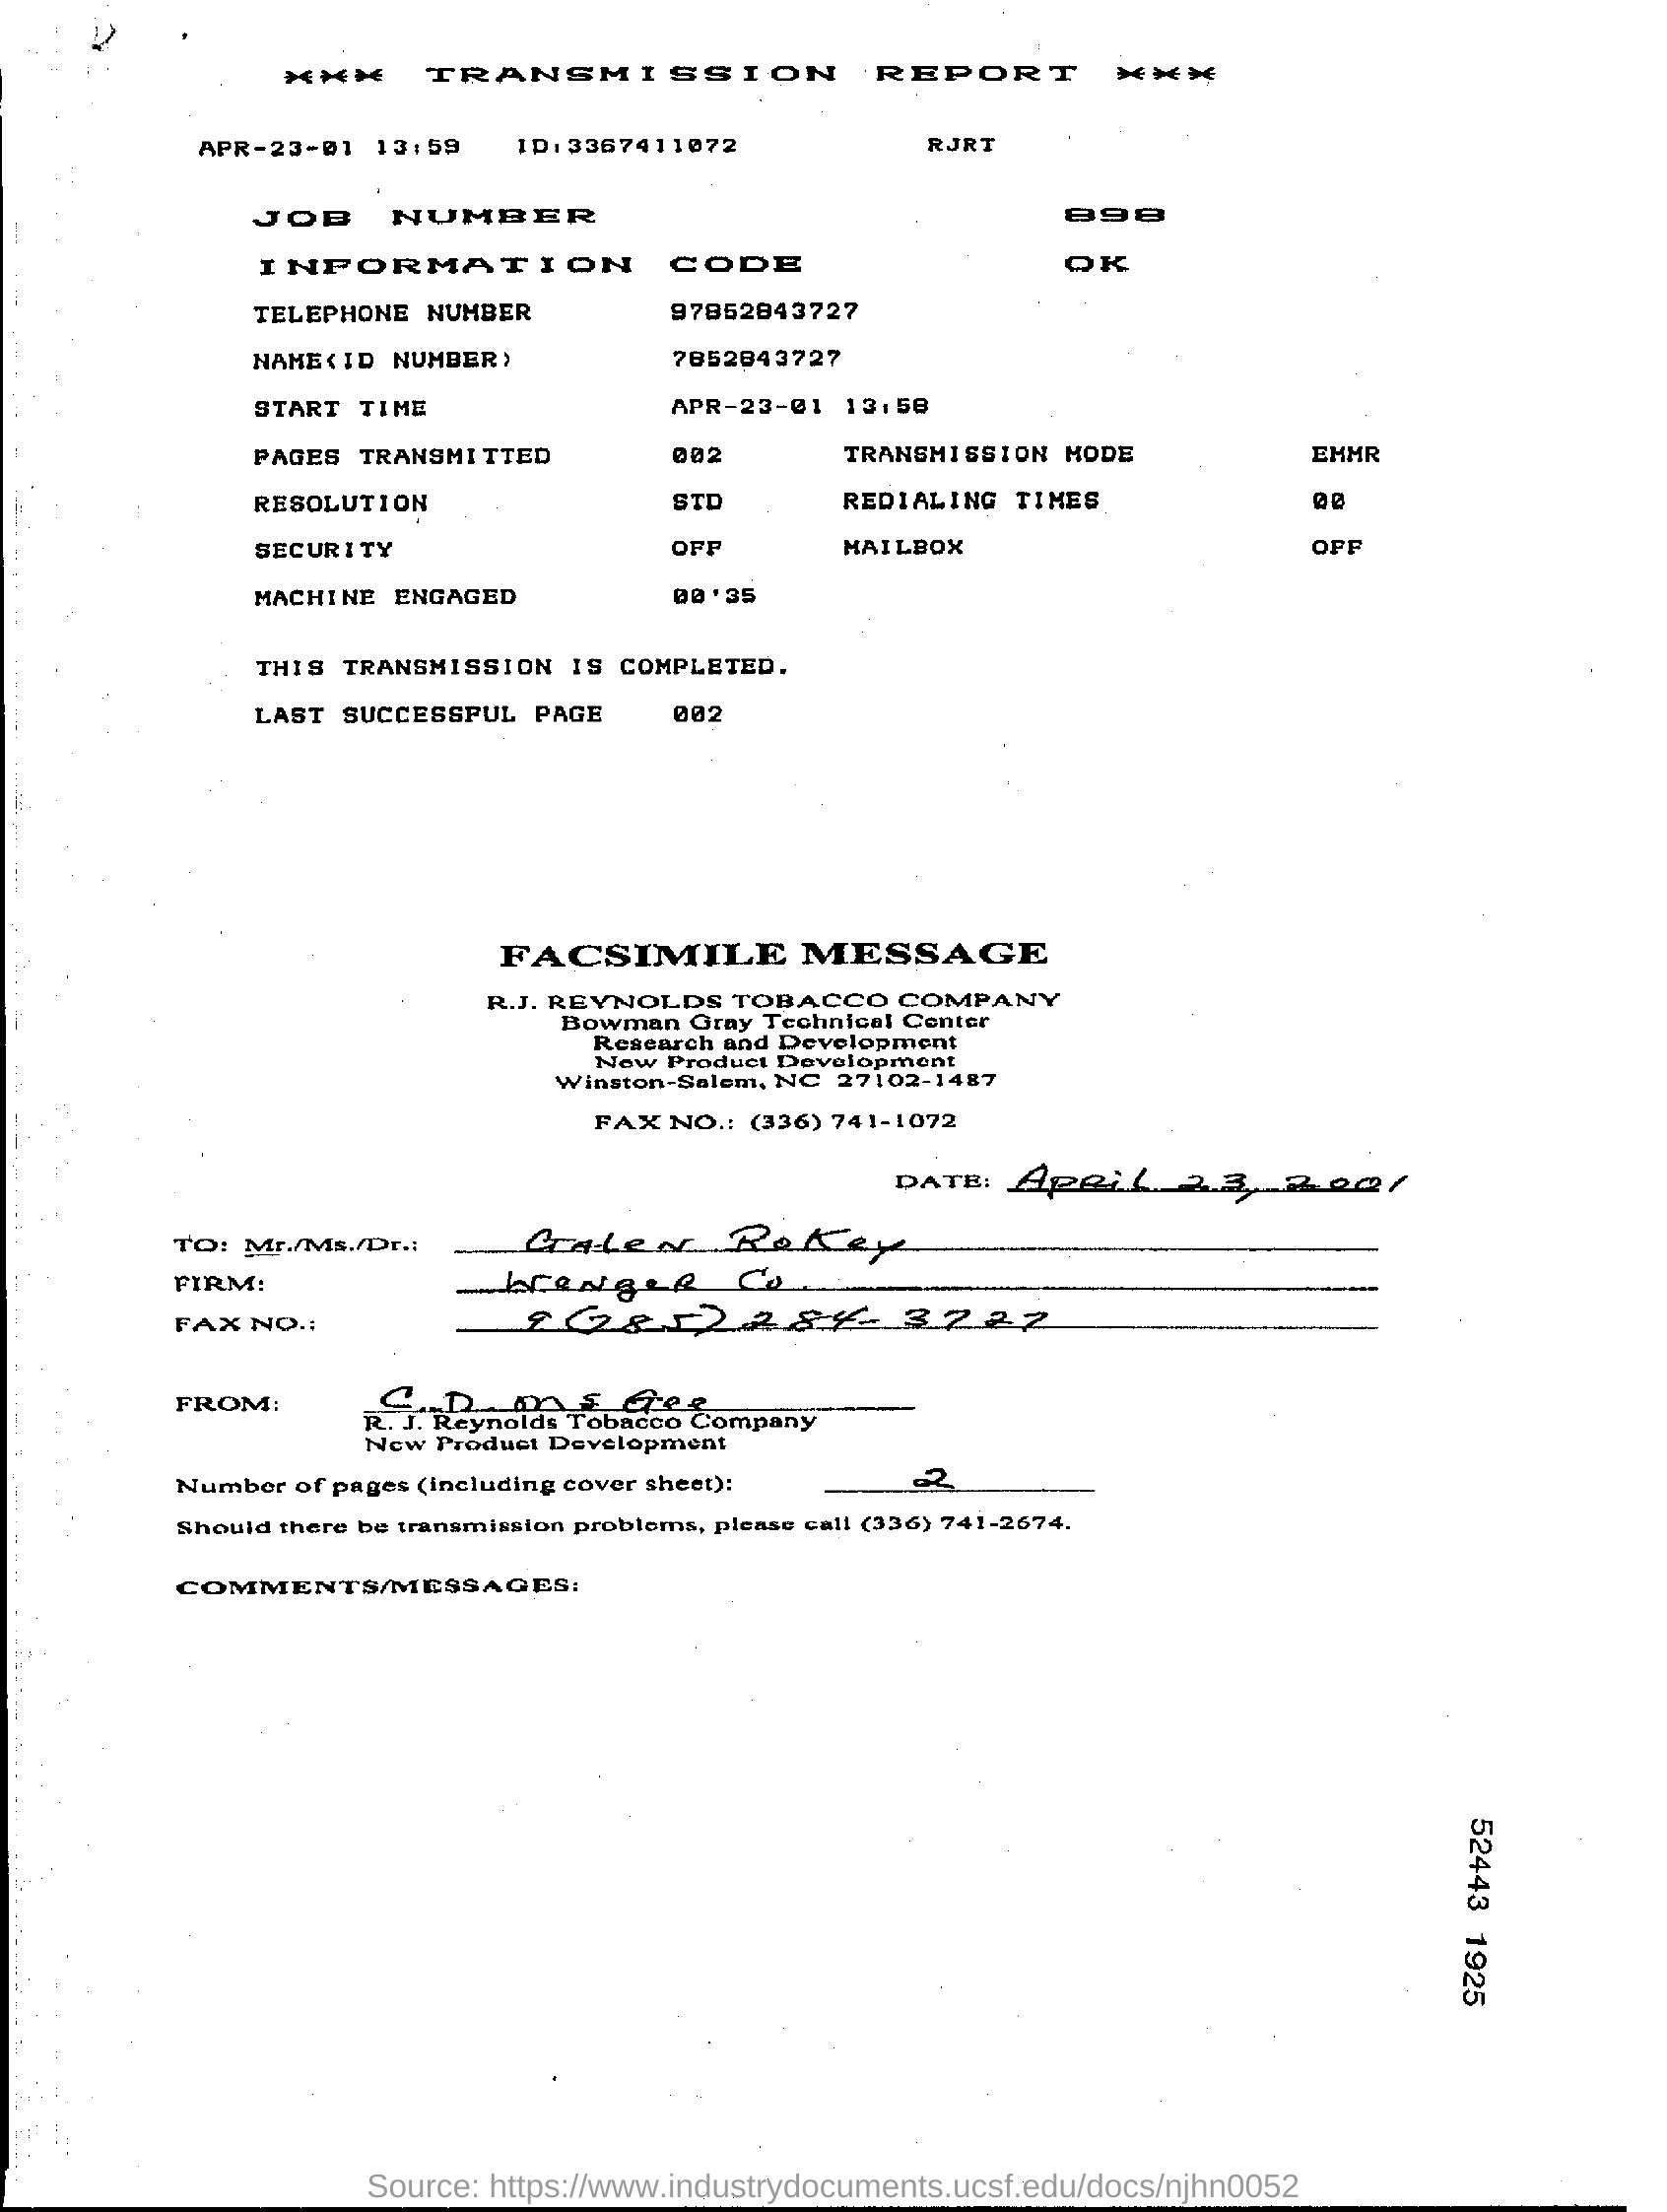 *** TRANSMISSION REPORT ***
APR-23-01 13:59 ID:3367411072 RJRT
JOB NUMBER 898
INFORMATION CODE OK
TELEPHONE NUMBER 97852843727
NAME(ID NUMBER) 7852843727
START TIME APR-23-01 13:58
PAGES TRANSMITTED 002 TRANSMISSION MODE EMMR
RESOLUTION STD REDIALING TIMES 00
SECURITY OFF MAILBOX OFF
MACHINE ENGAGED 00'35
THIS TRANSMISSION IS COMPLETED.
LAST SUCCESSFUL PAGE 002
FACSIMILE MESSAGE
R.J. REYNOLDS TOBACCO COMPANY
Bowman Gray Technical Center
Research and Development
New Product Development
Winston-Salem, NC 27102-1487
FAX NO.: (336) 741-1072
DATE: April 23, 2001
TO: Mr./Ms./Dr.: Galen Rokey
FIRM: Wenger Co.
FAX NO.: 9(785) 284-3727
FROM: C.D. McGee
R. J. Reynolds Tobacco Company
New Product Development
Number of pages (including cover sheet): 2
Should there be transmission problems, please call (336) 741-2674.
COMMENTS/MESSAGES:
52443 1925
Source: https://www.industrydocuments.ucsf.edu/docs/njhn0052